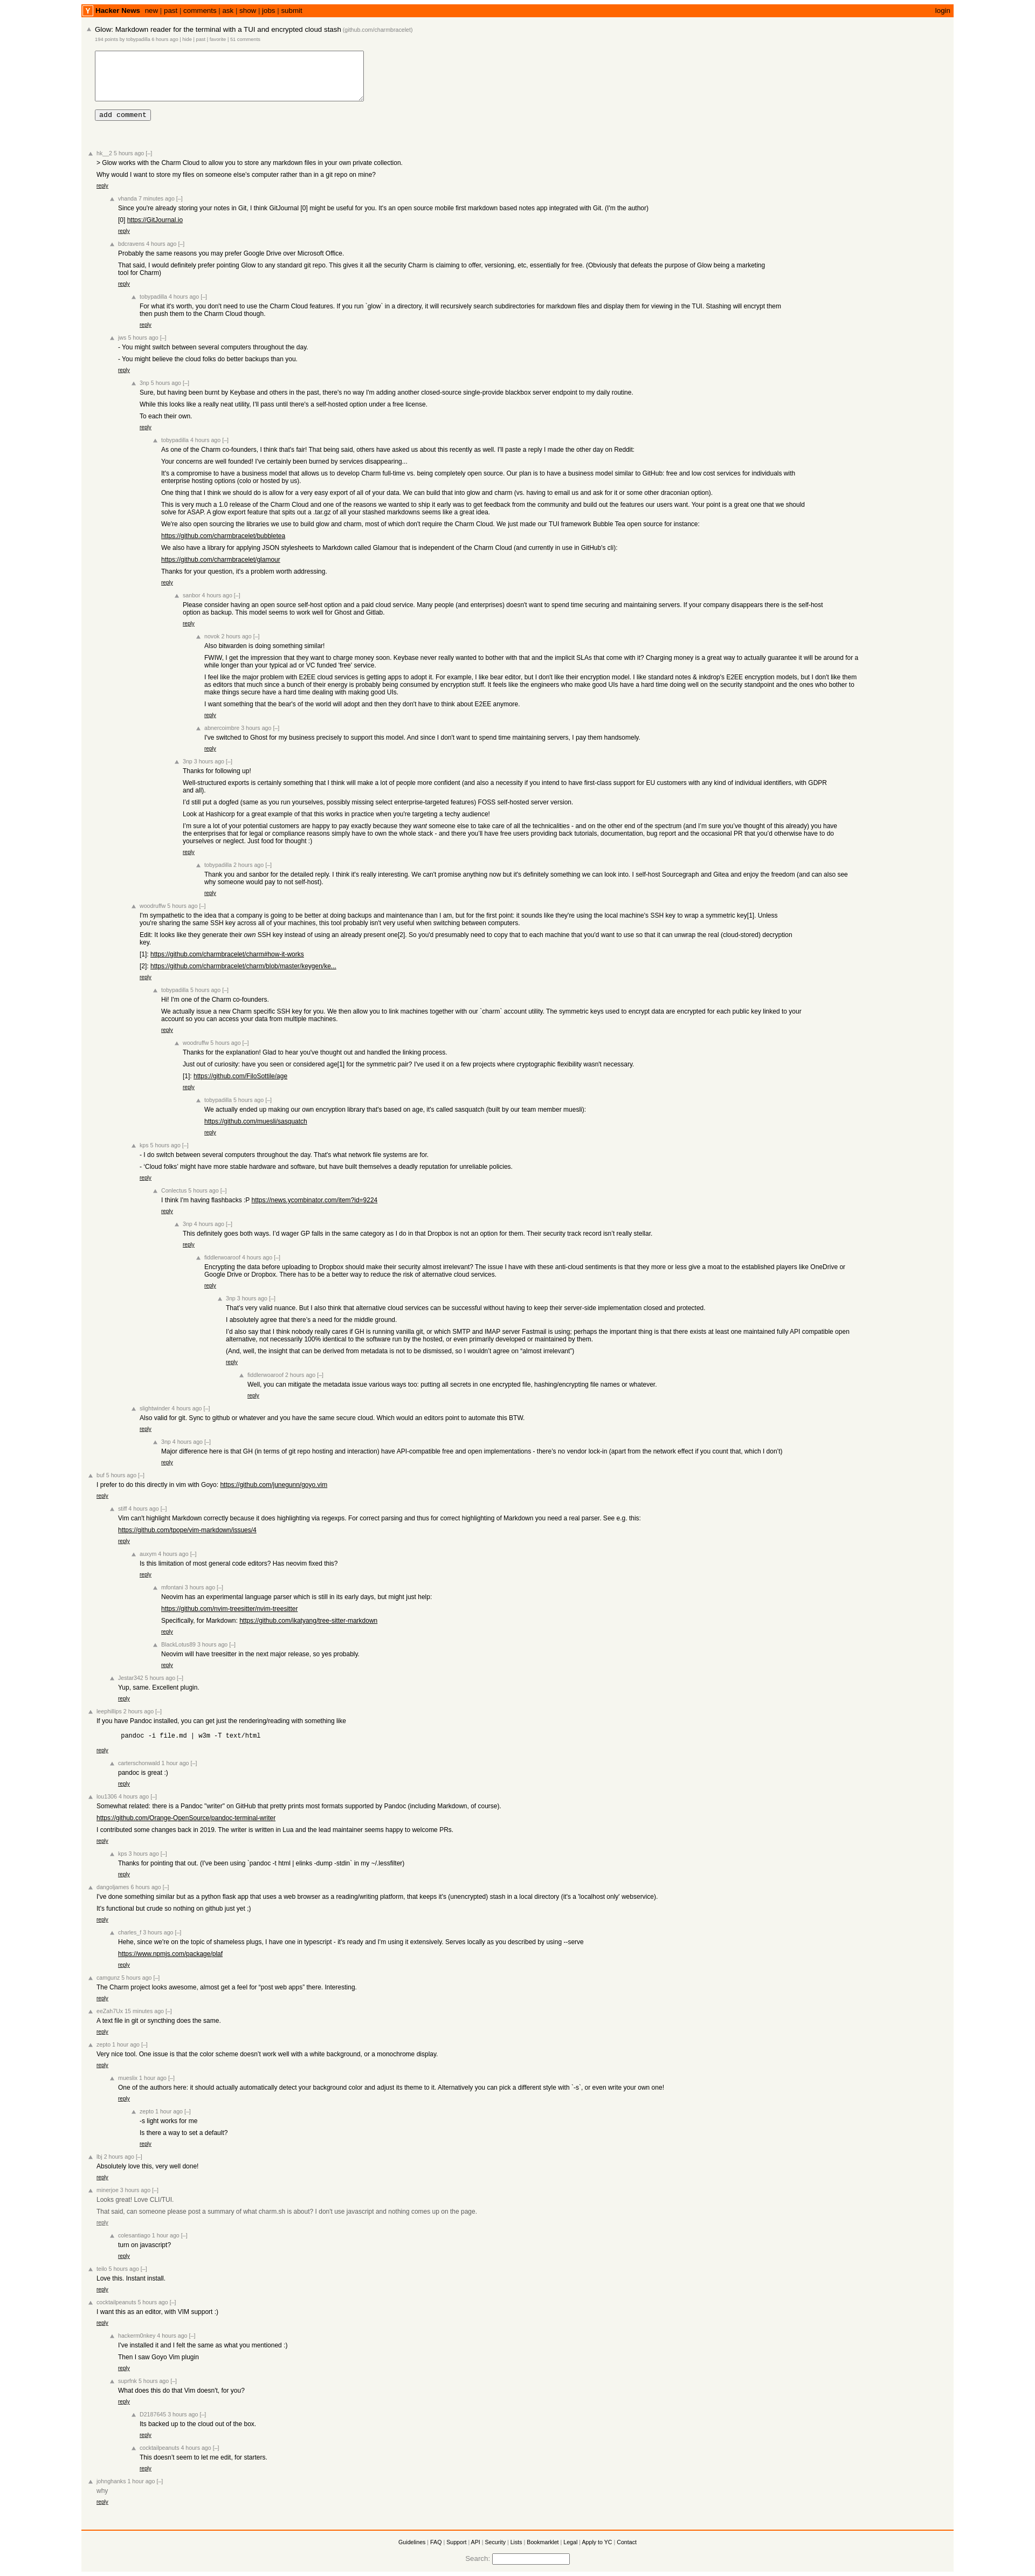 Y Hacker News new | past | comments | ask | show | jobs | submit login
Glow: Markdown reader for the terminal with a TUI and encrypted cloud stash (github.com/charmbracelet)
194 points by tobypadilla 6 hours ago | hide | past | favorite | 51 comments
add comment
hk__2 5 hours ago [–]
> Glow works with the Charm Cloud to allow you to store any markdown files in your own private collection.
Why would I want to store my files on someone else's computer rather than in a git repo on mine?
reply
vhanda 7 minutes ago [–]
Since you're already storing your notes in Git, I think GitJournal [0] might be useful for you. It's an open source mobile first markdown based notes app integrated with Git. (I'm the author)
[0] https://GitJournal.io
reply
bdcravens 4 hours ago [–]
Probably the same reasons you may prefer Google Drive over Microsoft Office.
That said, I would definitely prefer pointing Glow to any standard git repo. This gives it all the security Charm is claiming to offer, versioning, etc, essentially for free. (Obviously that defeats the purpose of Glow being a marketing
tool for Charm)
reply
tobypadilla 4 hours ago [–]
For what it's worth, you don't need to use the Charm Cloud features. If you run `glow` in a directory, it will recursively search subdirectories for markdown files and display them for viewing in the TUI. Stashing will encrypt them
then push them to the Charm Cloud though.
reply
jws 5 hours ago [–]
- You might switch between several computers throughout the day.
- You might believe the cloud folks do better backups than you.
reply
3np 5 hours ago [–]
Sure, but having been burnt by Keybase and others in the past, there's no way I'm adding another closed-source single-provide blackbox server endpoint to my daily routine.
While this looks like a really neat utility, I'll pass until there's a self-hosted option under a free license.
To each their own.
reply
tobypadilla 4 hours ago [–]
As one of the Charm co-founders, I think that's fair! That being said, others have asked us about this recently as well. I'll paste a reply I made the other day on Reddit:
Your concerns are well founded! I've certainly been burned by services disappearing...
It's a compromise to have a business model that allows us to develop Charm full-time vs. being completely open source. Our plan is to have a business model similar to GitHub: free and low cost services for individuals with
enterprise hosting options (colo or hosted by us).
One thing that I think we should do is allow for a very easy export of all of your data. We can build that into glow and charm (vs. having to email us and ask for it or some other draconian option).
This is very much a 1.0 release of the Charm Cloud and one of the reasons we wanted to ship it early was to get feedback from the community and build out the features our users want. Your point is a great one that we should
solve for ASAP. A glow export feature that spits out a .tar.gz of all your stashed markdowns seems like a great idea.
We're also open sourcing the libraries we use to build glow and charm, most of which don't require the Charm Cloud. We just made our TUI framework Bubble Tea open source for instance:
https://github.com/charmbracelet/bubbletea
We also have a library for applying JSON stylesheets to Markdown called Glamour that is independent of the Charm Cloud (and currently in use in GitHub's cli):
https://github.com/charmbracelet/glamour
Thanks for your question, it's a problem worth addressing.
reply
sanbor 4 hours ago [–]
Please consider having an open source self-host option and a paid cloud service. Many people (and enterprises) doesn't want to spend time securing and maintaining servers. If your company disappears there is the self-host
option as backup. This model seems to work well for Ghost and Gitlab.
reply
novok 2 hours ago [–]
Also bitwarden is doing something similar!
FWIW, I get the impression that they want to charge money soon. Keybase never really wanted to bother with that and the implicit SLAs that come with it? Charging money is a great way to actually guarantee it will be around for a
while longer than your typical ad or VC funded 'free' service.
I feel like the major problem with E2EE cloud services is getting apps to adopt it. For example, I like bear editor, but I don't like their encryption model. I like standard notes & inkdrop's E2EE encryption models, but I don't like them
as editors that much since a bunch of their energy is probably being consumed by encryption stuff. It feels like the engineers who make good UIs have a hard time doing well on the security standpoint and the ones who bother to
make things secure have a hard time dealing with making good UIs.
I want something that the bear's of the world will adopt and then they don't have to think about E2EE anymore.
reply
abnercoimbre 3 hours ago [–]
I've switched to Ghost for my business precisely to support this model. And since I don't want to spend time maintaining servers, I pay them handsomely.
reply
3np 3 hours ago [–]
Thanks for following up!
Well-structured exports is certainly something that I think will make a lot of people more confident (and also a necessity if you intend to have first-class support for EU customers with any kind of individual identifiers, with GDPR
and all).
I'd still put a dogfed (same as you run yourselves, possibly missing select enterprise-targeted features) FOSS self-hosted server version.
Look at Hashicorp for a great example of that this works in practice when you're targeting a techy audience!
I'm sure a lot of your potential customers are happy to pay exactly because they want someone else to take care of all the technicalities - and on the other end of the spectrum (and I'm sure you've thought of this already) you have
the enterprises that for legal or compliance reasons simply have to own the whole stack - and there you'll have free users providing back tutorials, documentation, bug report and the occasional PR that you'd otherwise have to do
yourselves or neglect. Just food for thought :)
reply
tobypadilla 2 hours ago [–]
Thank you and sanbor for the detailed reply. I think it's really interesting. We can't promise anything now but it's definitely something we can look into. I self-host Sourcegraph and Gitea and enjoy the freedom (and can also see
why someone would pay to not self-host).
reply
woodruffw 5 hours ago [–]
I'm sympathetic to the idea that a company is going to be better at doing backups and maintenance than I am, but for the first point: it sounds like they're using the local machine's SSH key to wrap a symmetric key[1]. Unless
you're sharing the same SSH key across all of your machines, this tool probably isn't very useful when switching between computers.
Edit: It looks like they generate their own SSH key instead of using an already present one[2]. So you'd presumably need to copy that to each machine that you'd want to use so that it can unwrap the real (cloud-stored) decryption
key.
[1]: https://github.com/charmbracelet/charm#how-it-works
[2]: https://github.com/charmbracelet/charm/blob/master/keygen/ke...
reply
tobypadilla 5 hours ago [–]
Hi! I'm one of the Charm co-founders.
We actually issue a new Charm specific SSH key for you. We then allow you to link machines together with our `charm` account utility. The symmetric keys used to encrypt data are encrypted for each public key linked to your
account so you can access your data from multiple machines.
reply
woodruffw 5 hours ago [–]
Thanks for the explanation! Glad to hear you've thought out and handled the linking process.
Just out of curiosity: have you seen or considered age[1] for the symmetric pair? I've used it on a few projects where cryptographic flexibility wasn't necessary.
[1]: https://github.com/FiloSottile/age
reply
tobypadilla 5 hours ago [–]
We actually ended up making our own encryption library that's based on age, it's called sasquatch (built by our team member muesli):
https://github.com/muesli/sasquatch
reply
kps 5 hours ago [–]
- I do switch between several computers throughout the day. That's what network file systems are for.
- 'Cloud folks' might have more stable hardware and software, but have built themselves a deadly reputation for unreliable policies.
reply
Conlectus 5 hours ago [–]
I think I'm having flashbacks :P https://news.ycombinator.com/item?id=9224
reply
3np 4 hours ago [–]
This definitely goes both ways. I'd wager GP falls in the same category as I do in that Dropbox is not an option for them. Their security track record isn't really stellar.
reply
fiddlerwoaroof 4 hours ago [–]
Encrypting the data before uploading to Dropbox should make their security almost irrelevant? The issue I have with these anti-cloud sentiments is that they more or less give a moat to the established players like OneDrive or
Google Drive or Dropbox. There has to be a better way to reduce the risk of alternative cloud services.
reply
3np 3 hours ago [–]
That's very valid nuance. But I also think that alternative cloud services can be successful without having to keep their server-side implementation closed and protected.
I absolutely agree that there's a need for the middle ground.
I'd also say that I think nobody really cares if GH is running vanilla git, or which SMTP and IMAP server Fastmail is using; perhaps the important thing is that there exists at least one maintained fully API compatible open
alternative, not necessarily 100% identical to the software run by the hosted, or even primarily developed or maintained by them.
(And, well, the insight that can be derived from metadata is not to be dismissed, so I wouldn't agree on "almost irrelevant")
reply
fiddlerwoaroof 2 hours ago [–]
Well, you can mitigate the metadata issue various ways too: putting all secrets in one encrypted file, hashing/encrypting file names or whatever.
reply
slightwinder 4 hours ago [–]
Also valid for git. Sync to github or whatever and you have the same secure cloud. Which would an editors point to automate this BTW.
reply
3np 4 hours ago [–]
Major difference here is that GH (in terms of git repo hosting and interaction) have API-compatible free and open implementations - there's no vendor lock-in (apart from the network effect if you count that, which I don't)
reply
buf 5 hours ago [–]
I prefer to do this directly in vim with Goyo: https://github.com/junegunn/goyo.vim
reply
stiff 4 hours ago [–]
Vim can't highlight Markdown correctly because it does highlighting via regexps. For correct parsing and thus for correct highlighting of Markdown you need a real parser. See e.g. this:
https://github.com/tpope/vim-markdown/issues/4
reply
auxym 4 hours ago [–]
Is this limitation of most general code editors? Has neovim fixed this?
reply
mfontani 3 hours ago [–]
Neovim has an experimental language parser which is still in its early days, but might just help:
https://github.com/nvim-treesitter/nvim-treesitter
Specifically, for Markdown: https://github.com/ikatyang/tree-sitter-markdown
reply
BlackLotus89 3 hours ago [–]
Neovim will have treesitter in the next major release, so yes probably.
reply
Jestar342 5 hours ago [–]
Yup, same. Excellent plugin.
reply
leephillips 2 hours ago [–]
If you have Pandoc installed, you can get just the rendering/reading with something like
pandoc -i file.md | w3m -T text/html
reply
carterschonwald 1 hour ago [–]
pandoc is great :)
reply
lou1306 4 hours ago [–]
Somewhat related: there is a Pandoc "writer" on GitHub that pretty prints most formats supported by Pandoc (including Markdown, of course).
https://github.com/Orange-OpenSource/pandoc-terminal-writer
I contributed some changes back in 2019. The writer is written in Lua and the lead maintainer seems happy to welcome PRs.
reply
kps 3 hours ago [–]
Thanks for pointing that out. (I've been using `pandoc -t html | elinks -dump -stdin` in my ~/.lessfilter)
reply
dangoljames 6 hours ago [–]
I've done something similar but as a python flask app that uses a web browser as a reading/writing platform, that keeps it's (unencrypted) stash in a local directory (it's a 'localhost only' webservice).
It's functional but crude so nothing on github just yet ;)
reply
charles_f 3 hours ago [–]
Hehe, since we're on the topic of shameless plugs, I have one in typescript - it's ready and I'm using it extensively. Serves locally as you described by using --serve
https://www.npmjs.com/package/plaf
reply
camgunz 5 hours ago [–]
The Charm project looks awesome, almost get a feel for "post web apps" there. Interesting.
reply
eeZah7Ux 15 minutes ago [–]
A text file in git or syncthing does the same.
reply
zepto 1 hour ago [–]
Very nice tool. One issue is that the color scheme doesn't work well with a white background, or a monochrome display.
reply
mueslix 1 hour ago [–]
One of the authors here: it should actually automatically detect your background color and adjust its theme to it. Alternatively you can pick a different style with `-s`, or even write your own one!
reply
zepto 1 hour ago [–]
-s light works for me
Is there a way to set a default?
reply
lbj 2 hours ago [–]
Absolutely love this, very well done!
reply
minerjoe 3 hours ago [–]
Looks great! Love CLI/TUI.
That said, can someone please post a summary of what charm.sh is about? I don't use javascript and nothing comes up on the page.
reply
colesantiago 1 hour ago [–]
turn on javascript?
reply
teilo 5 hours ago [–]
Love this. Instant install.
reply
cocktailpeanuts 5 hours ago [–]
I want this as an editor, with VIM support :)
reply
hackerm0nkey 4 hours ago [–]
I've installed it and I felt the same as what you mentioned :)
Then I saw Goyo Vim plugin
reply
suprfnk 5 hours ago [–]
What does this do that Vim doesn't, for you?
reply
D2187645 3 hours ago [–]
Its backed up to the cloud out of the box.
reply
cocktailpeanuts 4 hours ago [–]
This doesn't seem to let me edit, for starters.
reply
johnghanks 1 hour ago [–]
why
reply
Guidelines | FAQ | Support | API | Security | Lists | Bookmarklet | Legal | Apply to YC | Contact
Search: